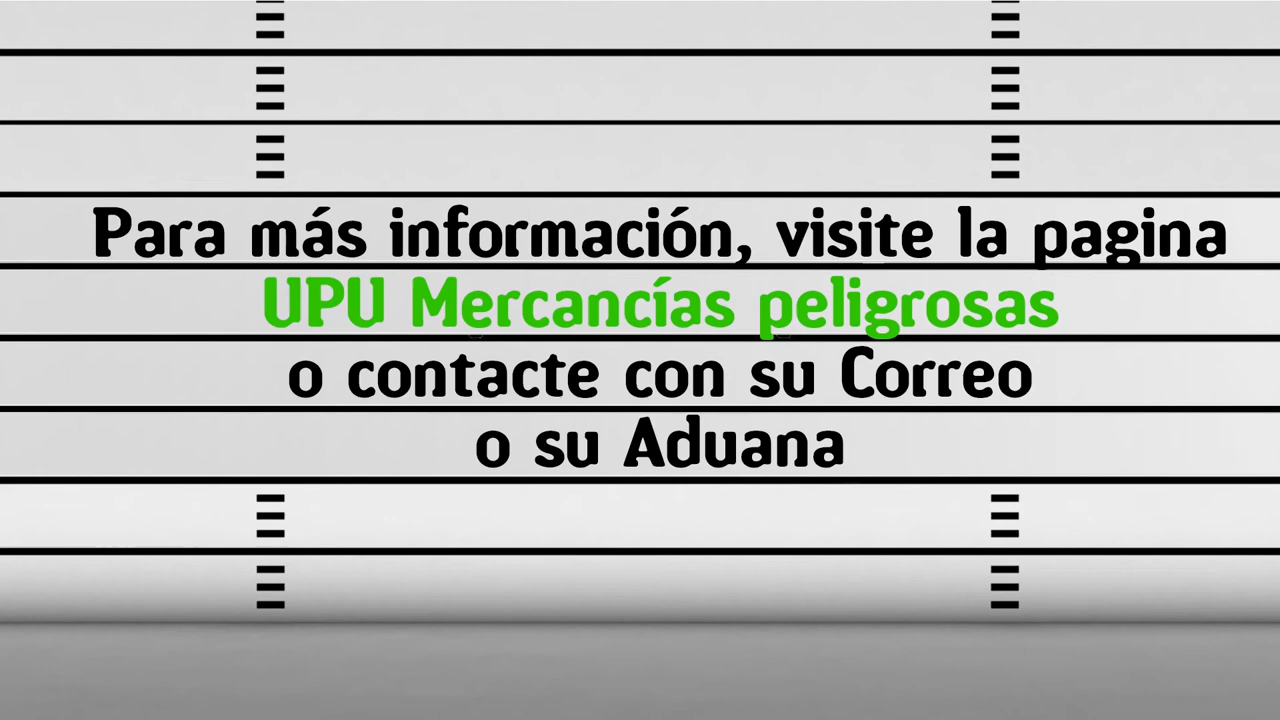 Para más información, visite la pagina
UPU Mercancías peligrosas
o contacte con su Correo
o su Aduana